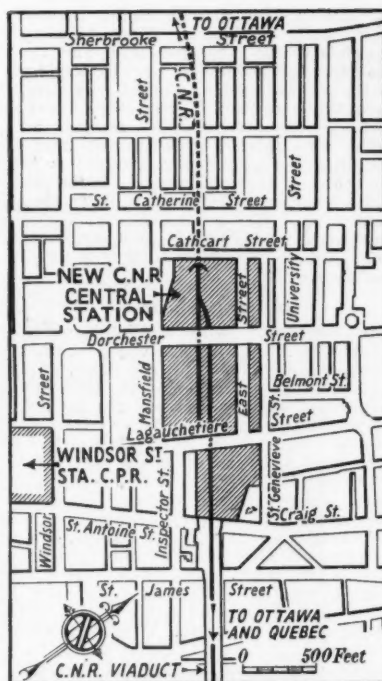 TO OTTAWA
Sherbrooke Street
C.N.R.
Street
Street
St. Catherine Street
Cathcart Street
NEW C.N.R
CENTRAL
STATION
Street
University
Dorchester Street
Street
Mansfield
East
Belmont St.
Street
Lagauchetiere
WINDSOR ST
STA. C.P.R.
Inspector St.
St. Genevieve St.
Windsor
St. Antoine St.
Craig St.
St. James Street
TO OTTAWA
AND QUEBEC
0 500 Feet
C.N.R. VIADUCT